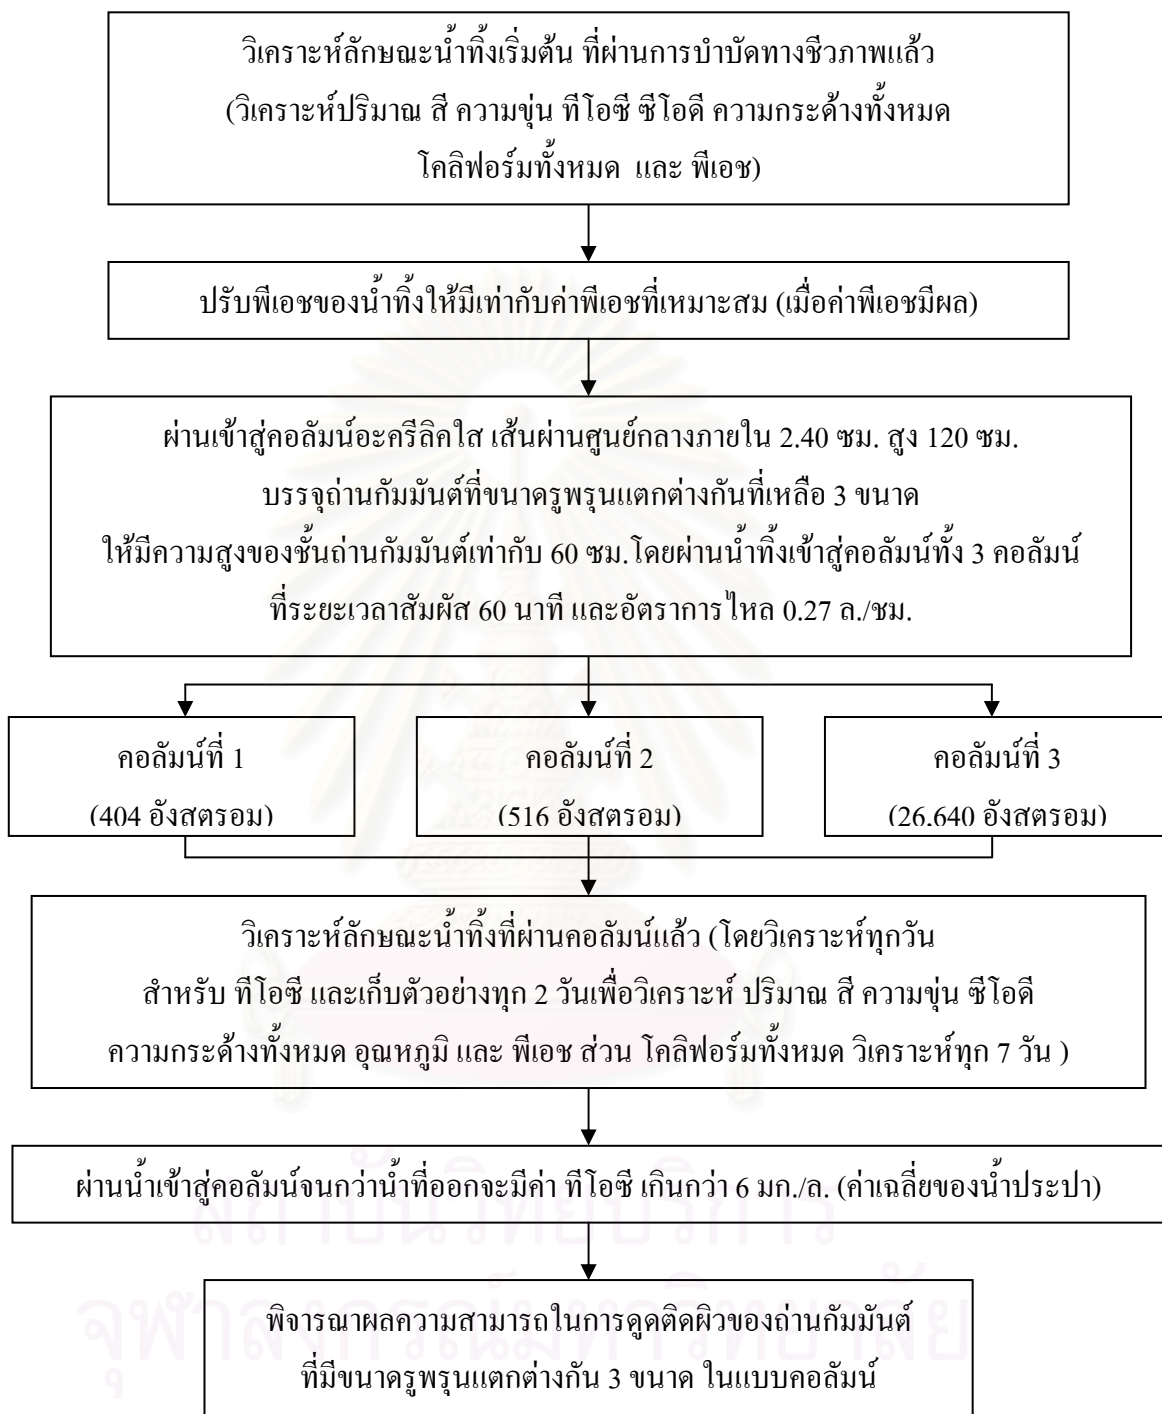 วิเคราะห์ลักษณะน้ำทิ้งเริ่มต้น ที่ผ่านการบำบัดทางชีวภาพแล้ว
(วิเคราะห์ปริมาณ สี ความขุ่น ทีโอซี ซีโอดี ความกระด้างทั้งหมด
โคลิฟอร์มทั้งหมด และ พีเอช)
ปรับพีเอชของน้ำทิ้งให้มีเท่ากับค่าพีเอชที่เหมาะสม (เมื่อค่าพีเอชมีผล)
ผ่านเข้าสู่คอลัมน์อะครีลิคใส เส้นผ่านศูนย์กลางภายใน 2.40 ซม. สูง 120 ซม.
บรรจุถ่านกัมมันต์ที่ขนาดรูพรุนแตกต่างกันที่เหลือ 3 ขนาด
ให้มีความสูงของชั้นถ่านกัมมันต์เท่ากับ 60 ซม.โดยผ่านน้ำทิ้งเข้าสู่คอลัมน์ทั้ง 3 คอลัมน์
ที่ระยะเวลาสัมผัส 60 นาที และอัตราการไหล 0.27 ล./ชม.
คอลัมน์ที่ 1
(404 อังสตรอม)
คอลัมน์ที่ 2
(516 อังสตรอม)
คอลัมน์ที่ 3
(26,640 อังสตรอม)
วิเคราะห์ลักษณะน้ำทิ้งที่ผ่านคอลัมน์แล้ว (โดยวิเคราะห์ทุกวัน
สำหรับ ทีโอซี และเก็บตัวอย่างทุก 2 วันเพื่อวิเคราะห์ ปริมาณ สี ความขุ่น ซีโอดี
ความกระด้างทั้งหมด อุณหภูมิ และ พีเอช ส่วน โคลิฟอร์มทั้งหมด วิเคราะห์ทุก 7 วัน )
ผ่านน้ำเข้าสู่คอลัมน์จนกว่าน้ำที่ออกจะมีค่า ทีโอซี เกินกว่า 6 มก./ล. (ค่าเฉลี่ยของน้ำประปา)
สถาบันวิทยบริการ
พิจารณาผลความสามารถในการดูดติดผิวของถ่านกัมมันต์
ที่มีขนาดรูพรุนแตกต่างกัน 3 ขนาด ในแบบคอลัมน์
จุฬาลงกรณ์มหาวิทยาลัย